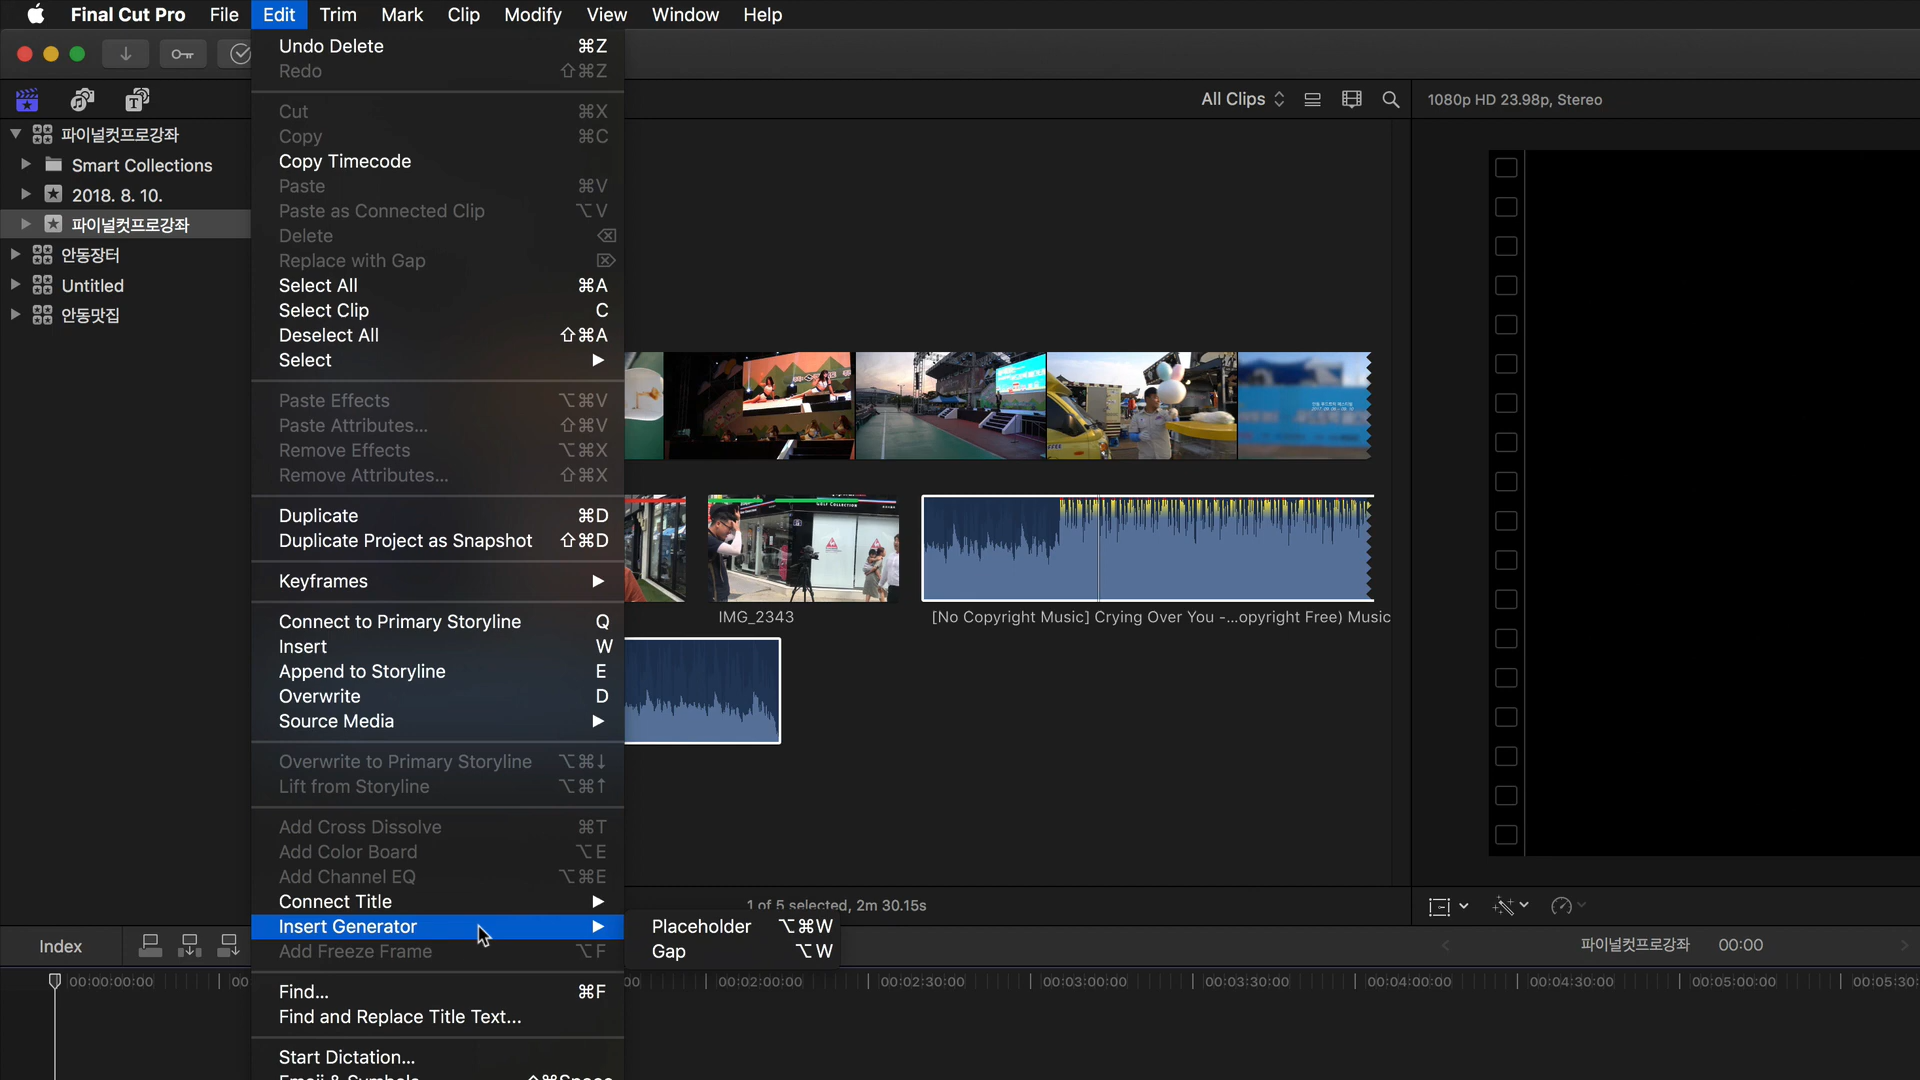 Final Cut Pro File Edit Trim Mark Clip Modify View Window Help
Undo Delete ⌘Z
Redo ⇧⌘Z
Cut ⌘X
Copy ⌘C
Copy Timecode
Paste ⌘V
Paste as Connected Clip ⌥V
Delete ⌫
Replace with Gap ⌦
Select All ⌘A
Select Clip C
Deselect All ⇧⌘A
Select
Paste Effects ⌥⌘V
Paste Attributes... ⇧⌘V
Remove Effects ⌥⌘X
Remove Attributes... ⇧⌘X
Duplicate ⌘D
Duplicate Project as Snapshot ⇧⌘D
Keyframes
Connect to Primary Storyline Q
Insert W
Append to Storyline E
Overwrite D
Source Media
Overwrite to Primary Storyline ⌥⌘↓
Lift from Storyline ⌥⌘↑
Add Cross Dissolve ⌘T
Add Color Board ⌥E
Add Channel EQ ⌥⌘E
Connect Title
Insert Generator
Add Freeze Frame ⌥F
Find... ⌘F
Find and Replace Title Text...
Start Dictation...
Placeholder ⌥⌘W
Gap ⌥W
파이널컷프로강좌
Smart Collections
2018. 8. 10.
파이널컷프로강좌
안동장터
Untitled
안동맛집
All Clips
1080p HD 23.98p, Stereo
IMG_2343
[No Copyright Music] Crying Over You -...opyright Free) Music
1 of 5 selected, 2m 30.15s
Index
파이널컷프로강좌 00:00
00:00:00:00 00 00 00:02:00:00 00:02:30:00 00:03:00:00 00:03:30:00 00:04:00:00 00:04:30:00 00:05:00:00 00:05:30: